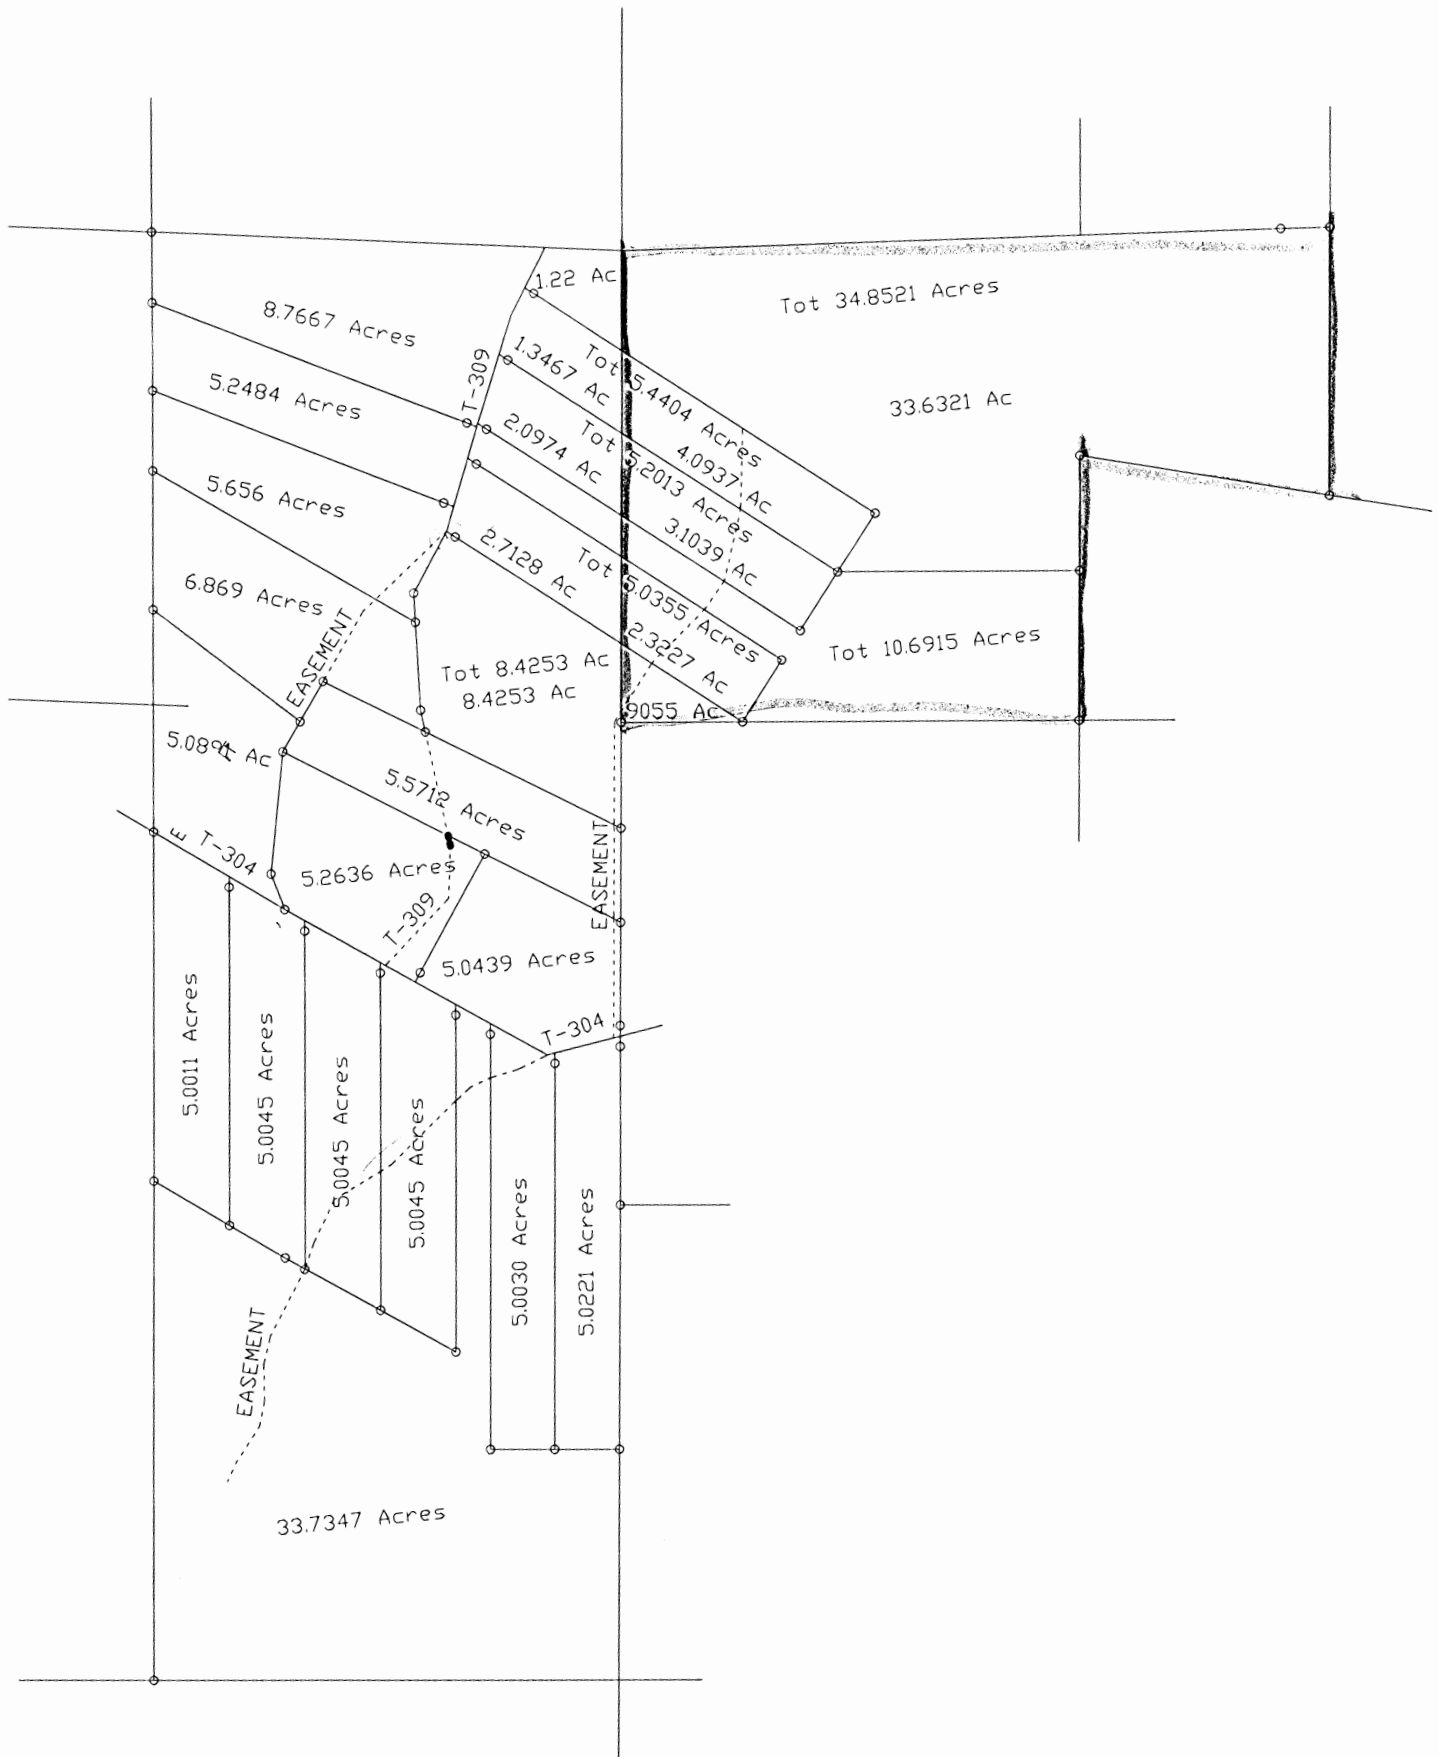 1.22 Ac
Tot 34.8521 Acres
8.7667 Acres
T-309
1.3467 Ac
Tot 5.4404 Acres
33.6321 Ac
5.2484 Acres
2.0974 Ac
Tot 5.2013 Acres
4.0937 Ac
5.656 Acres
2.7128 Ac
Tot 5.0355 Acres
3.1039 Ac
6.869 Acres
EASEMENT
Tot 8.4253 Ac
8.4253 Ac
2.3227 Ac
Tot 10.6915 Acres
9055 Ac
5.0894 Ac
5.5712 Acres
EASEMENT
E T-304
5.2636 Acres
T-309
5.0439 Acres
T-304
5.0011 Acres
5.0045 Acres
5.0045 Acres
5.0045 Acres
5.0030 Acres
5.0221 Acres
EASEMENT
33.7347 Acres